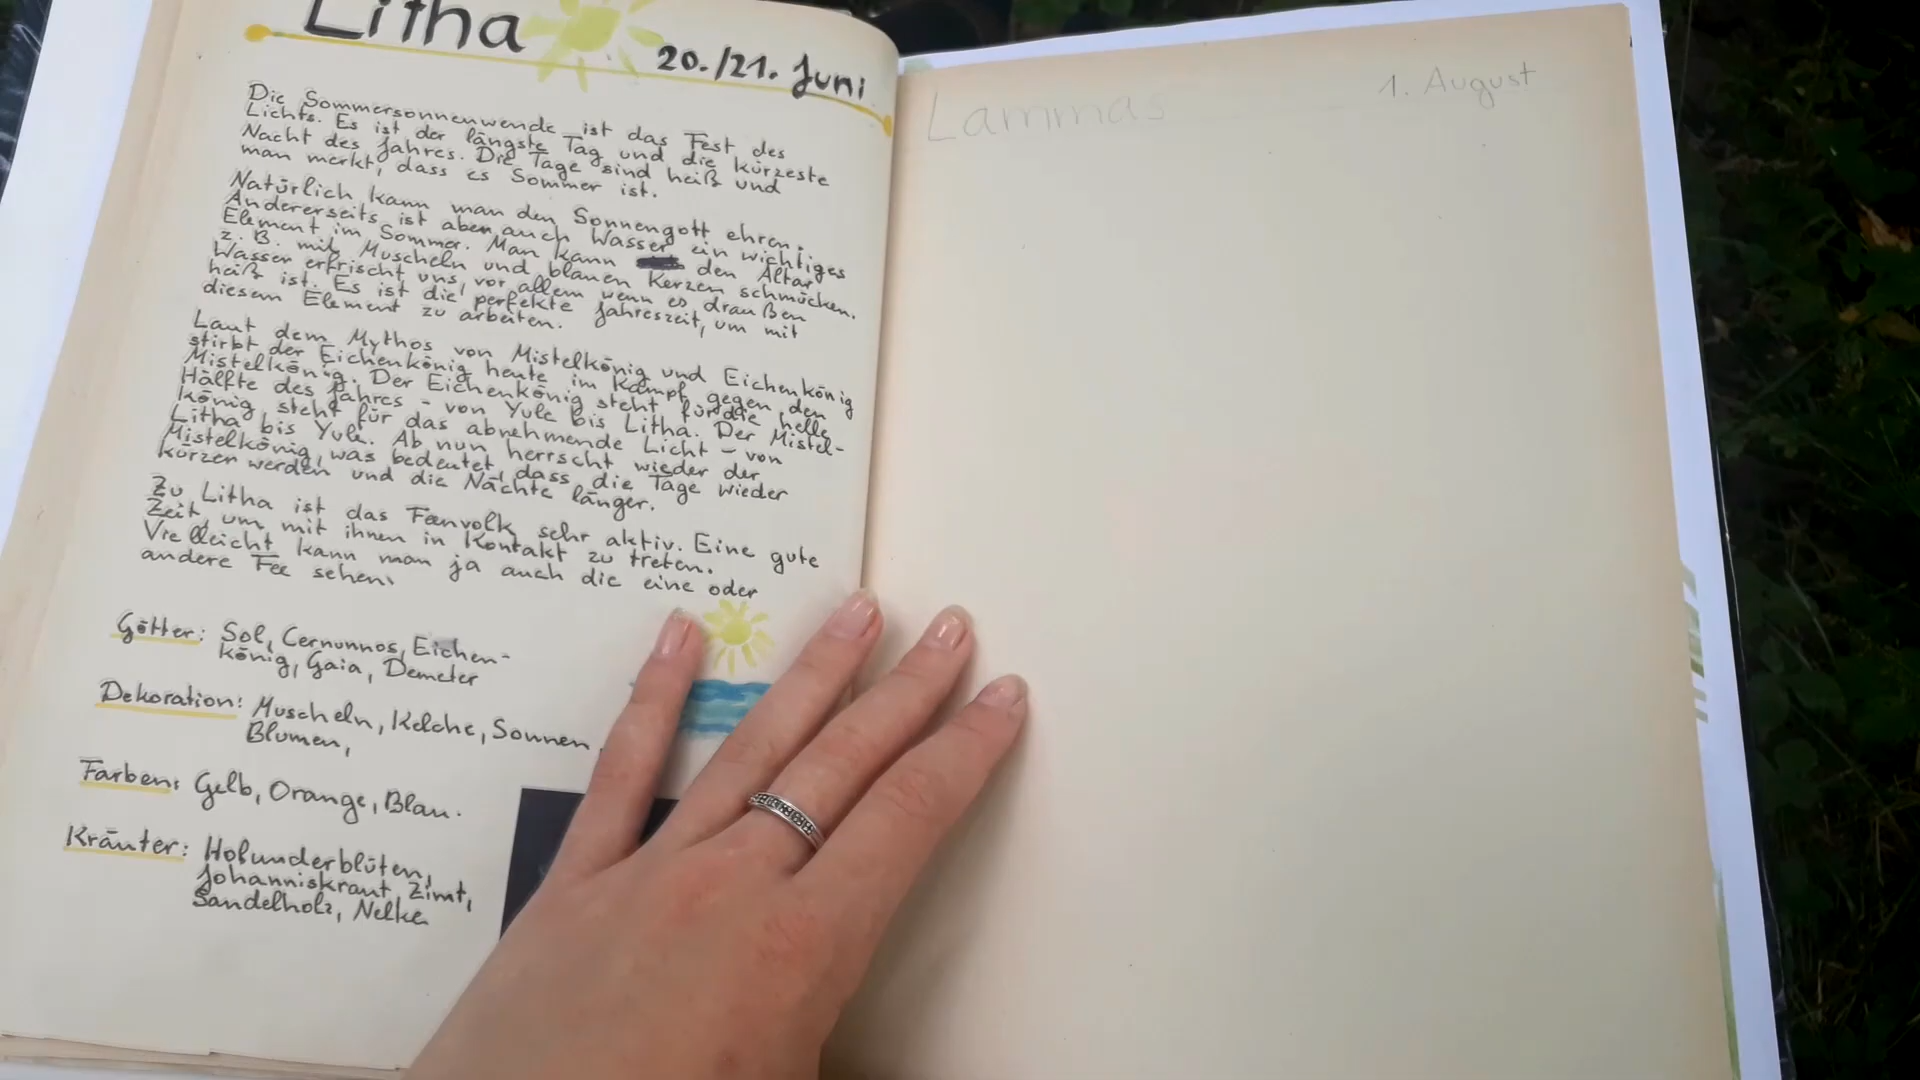 Litha
20./21. Juni
Die Sommersonnenwende ist das Fest des
Lichts. Es ist der längste Tag und die kürzeste
Nacht des Jahres. Die Tage sind heiß und
man merkt, dass es Sommer ist.
Natürlich kann man den Sonnengott ehren.
Andererseits ist aber auch Wasser ein wichtiges
Element im Sommer. Man kann den Altar
z. B. mit Muscheln und blauen Kerzen schmücken.
Wasser erfrischt uns, vor allem wenn es draußen
heiß ist. Es ist die perfekte Jahreszeit, um mit
diesem Element zu arbeiten.
Laut dem Mythos von Mistelkönig und Eichenkönig
stirbt der Eichenkönig heute im Kampf gegen den
Mistelkönig. Der Eichenkönig steht für die helle
Hälfte des Jahres - von Yule bis Litha. Der Mistel-
könig steht für das abnehmende Licht - von
Litha bis Yule. Ab nun herrscht wieder der
Mistelkönig, was bedeutet, dass die Tage wieder
kürzer werden und die Nächte länger.
Zu Litha ist das Feenvolk sehr aktiv. Eine gute
Zeit, um mit ihnen in Kontakt zu treten.
Vielleicht kann man ja auch die eine oder
andere Fee sehen.
Götter: Sol, Cernunnos, Eichen-
könig, Gaia, Demeter
Dekoration: Muscheln, Kelche, Sonnen,
Blumen,
Farben: Gelb, Orange, Blau.
Kräuter: Holunderblüten,
Johanniskraut, Zimt,
Sandelholz, Nelke
Lammas
1. August